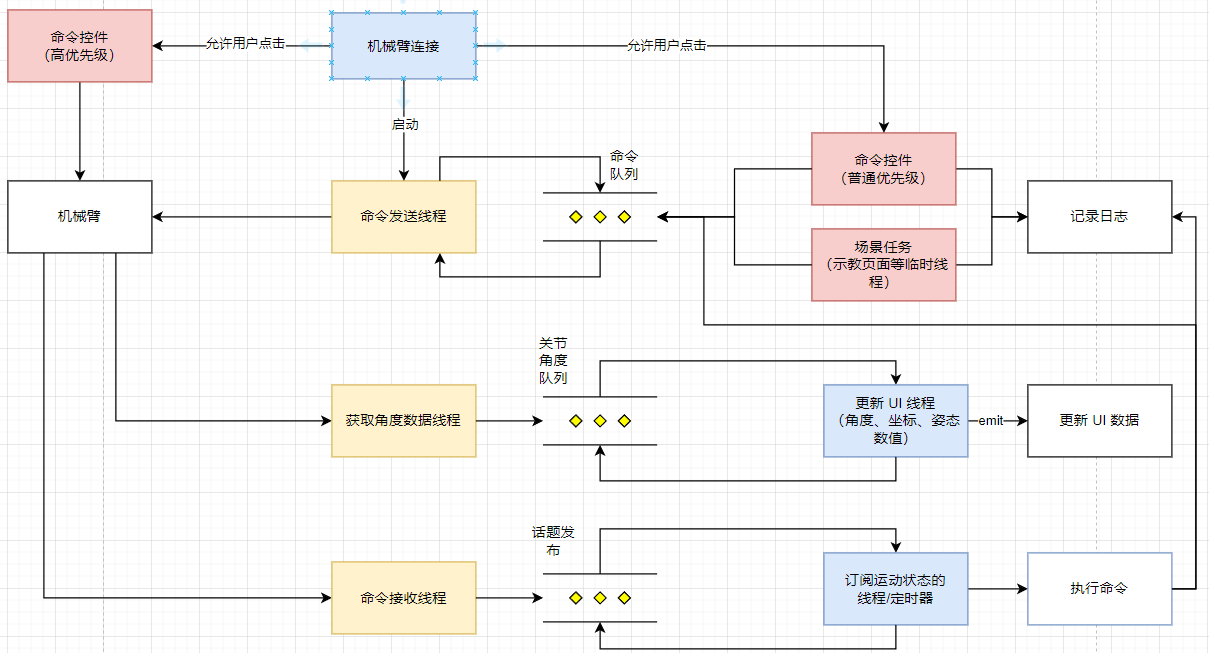 命令控件
（高优先级）
允许用户点击
机械臂连接
允许用户点击
启动
命令
队列
命令控件
（普通优先级）
机械臂
命令发送线程
记录日志
场景任务
（示教页面等临时线
程）
关节
角度
队列
获取角度数据线程
更新 UI 线程
（角度、坐标、姿态
数值）
emit
更新 UI 数据
话题发
布
命令接收线程
订阅运动状态的
线程/定时器
执行命令